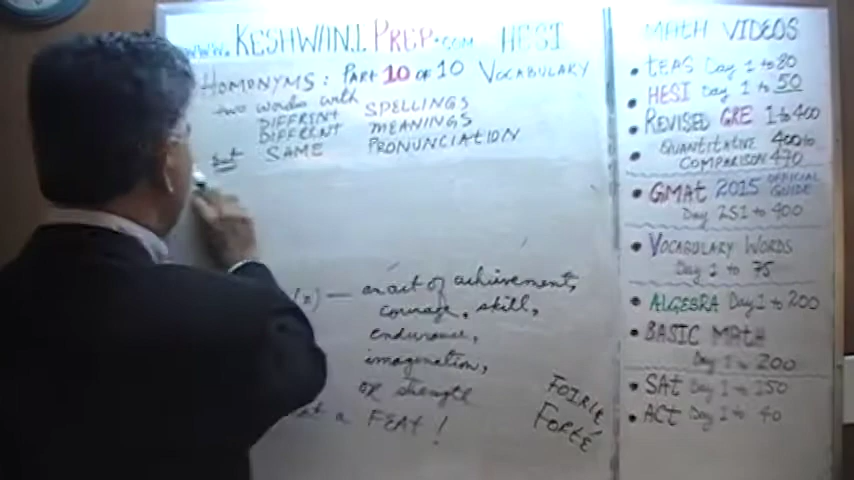 www.KESHWANI PREP.com HESI
HOMONYMS: PART 10 OF 10 VOCABULARY
two words with
DIFFRENT SPELLINGS
DIFFERENT MEANINGS
but SAME PRONUNCIATION
(n) — an act of achievement,
courage, skill,
endurance,
imagination,
or strength
a FEAT!
FORTE
FORTÉ
MATH VIDEOS
• TEAS Day 1 to 80
• HESI Day 1 to 50
• REVISED GRE 1 to 400
• QUANTITATIVE 400 to
COMPARISON 470
• GMAT 2015 OFFICIAL GUIDE
Day 251 to 400
• VOCABULARY WORDS
Day 1 to 75
• ALGEBRA Day 1 to 200
• BASIC MATH
Day 1 to 200
• SAT Day 1 to 150
• ACT Day 1 to 40